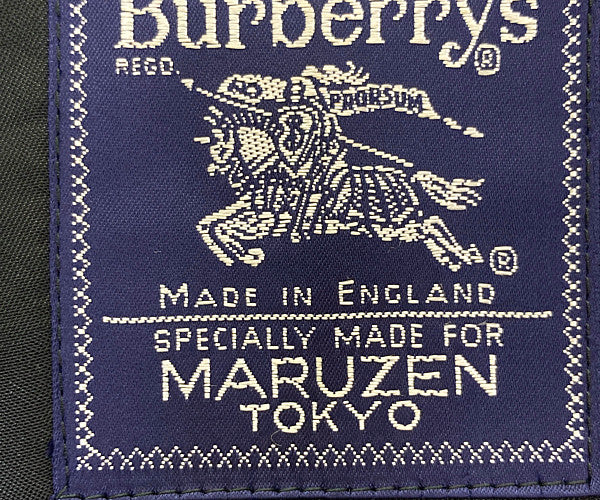 Burberrys®
REGD.
PRORSUM
®
MADE IN ENGLAND
SPECIALLY MADE FOR
MARUZEN
TOKYO